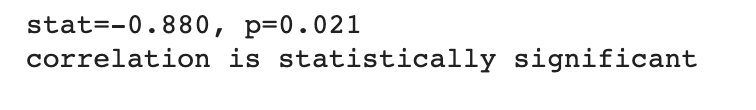 stat=-0.880, p=0.021
correlation is statistically significant